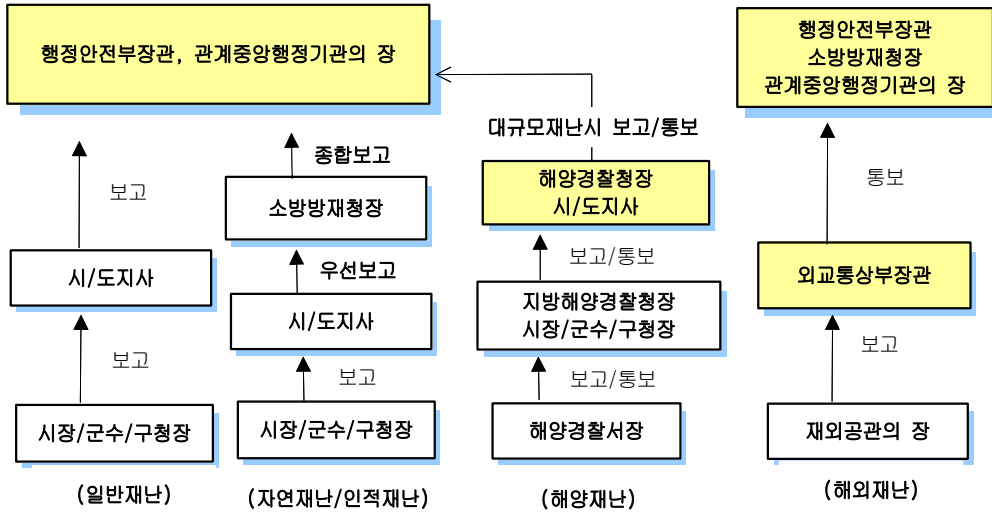 행정안전부장관, 관계중앙행정기관의 장
행정안전부장관
소방방재청장
관계중앙행정기관의 장
대규모재난시 보고/통보
종합보고
보고
통보
소방방재청장
해양경찰청장
시/도지사
우선보고
보고/통보
시/도지사
외교통상부장관
시/도지사
지방해양경찰청장
시장/군수/구청장
보고
보고
보고/통보
보고
시장/군수/구청장
시장/군수/구청장
해양경찰서장
재외공관의 장
(일반재난)
(자연재난/인적재난)
(해양재난)
(해외재난)